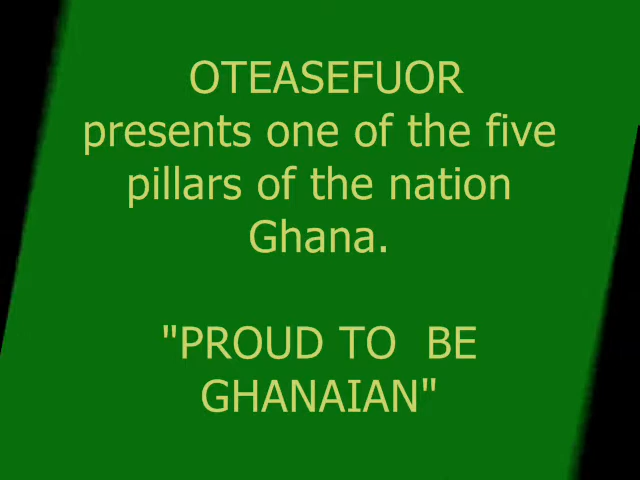 OTEASEFUOR
presents one of the five
pillars of the nation
Ghana.
"PROUD TO  BE
GHANAIAN"